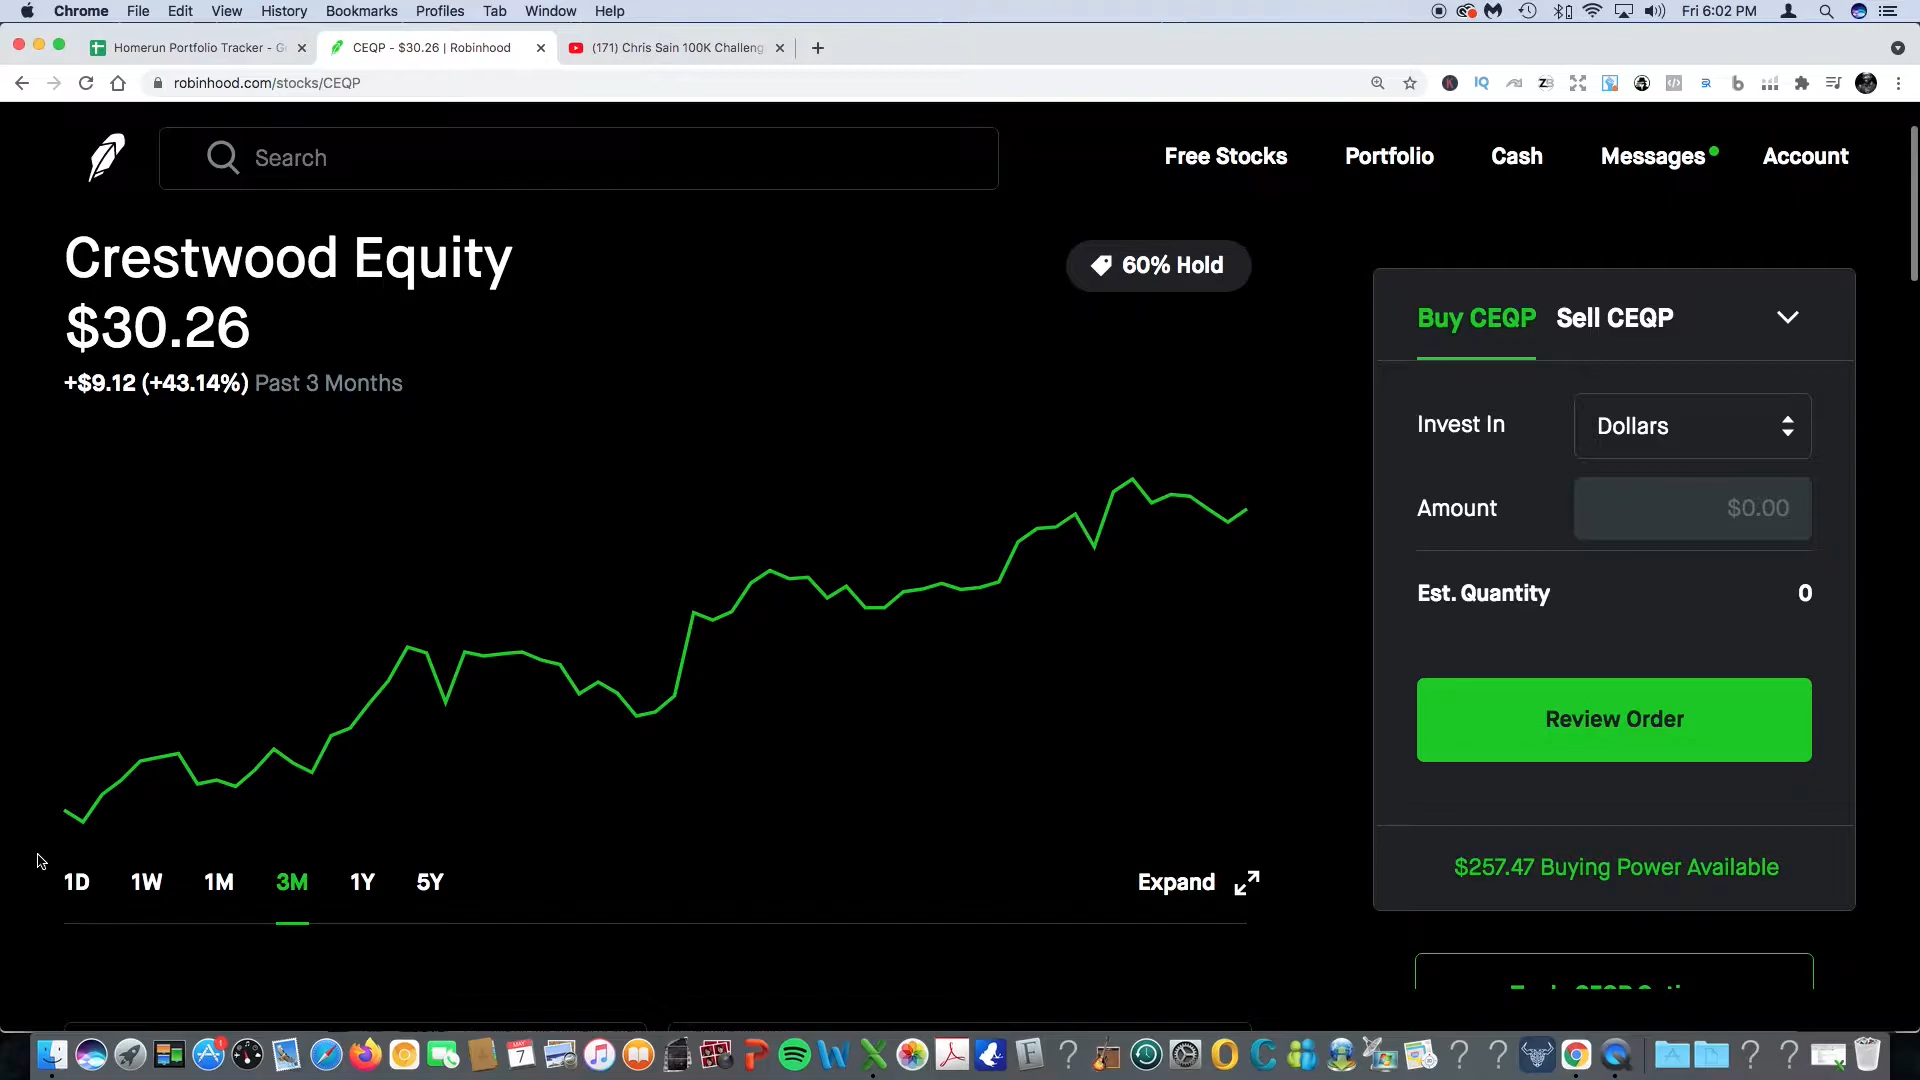 Chrome File Edit View History Bookmarks Profiles Tab Window Help
Fri 6:02 PM
Homerun Portfolio Tracker - G
CEQP - $30.26 | Robinhood
(171) Chris Sain 100K Challeng
robinhood.com/stocks/CEQP
Search
Free Stocks Portfolio Cash Messages Account
Crestwood Equity
60% Hold
$30.26
+$9.12 (+43.14%) Past 3 Months
Buy CEQP Sell CEQP
Invest In Dollars
Amount $0.00
Est. Quantity 0
Review Order
$257.47 Buying Power Available
1D 1W 1M 3M 1Y 5Y
Expand